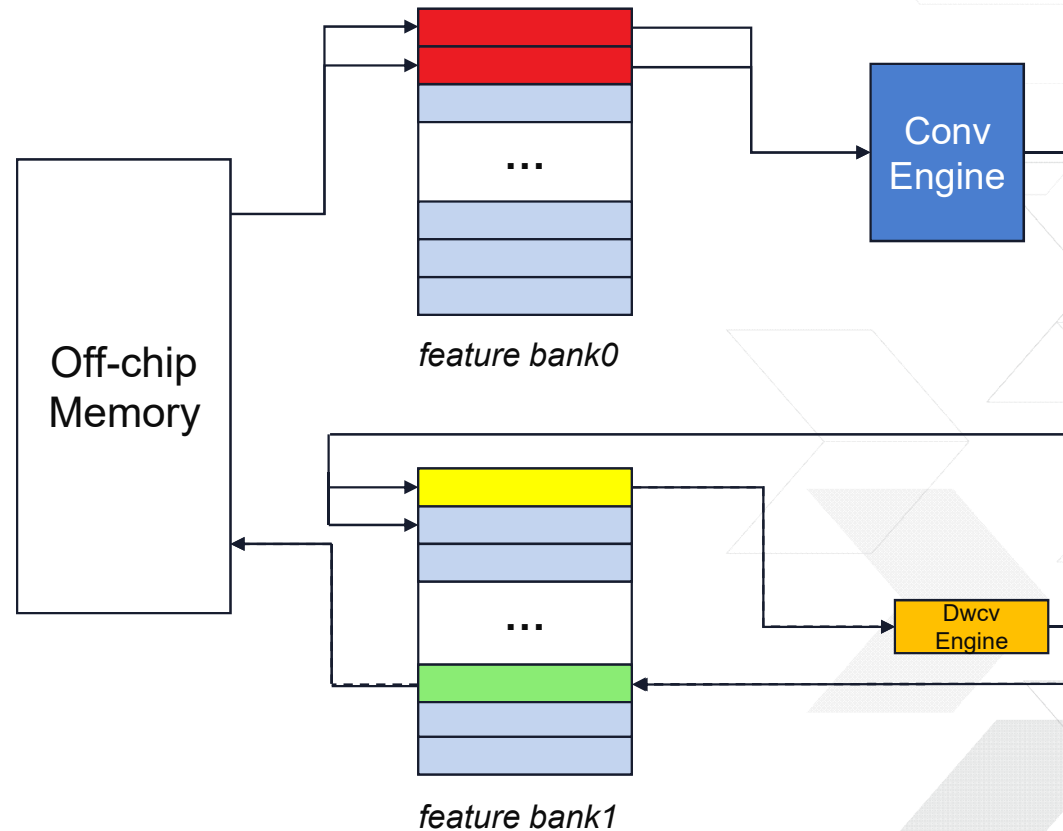 ...
Conv
Engine
feature bank0
Off-chip
Memory
...
Dwcv
Engine
feature bank1